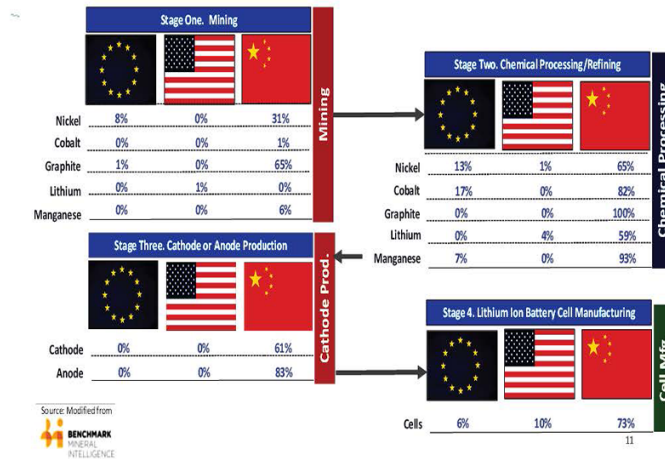 Stage One. Mining
Nickel 8% 0% 31%
Cobalt 0% 0% 1%
Graphite 1% 0% 65%
Lithium 0% 1% 0%
Manganese 0% 0% 6%
Mining
Stage Two. Chemical Processing/Refining
Nickel 13% 1% 65%
Cobalt 17% 0% 82%
Graphite 0% 0% 100%
Lithium 0% 4% 59%
Manganese 7% 0% 93%
Chemical Processing
Stage Three. Cathode or Anode Production
Cathode 0% 0% 61%
Anode 0% 0% 83%
Cathode Prod.
Stage 4. Lithium Ion Battery Cell Manufacturing
Cells 6% 10% 73%
Cell Mfg
11
Source: Modified from
BENCHMARK
MINERAL
INTELLIGENCE